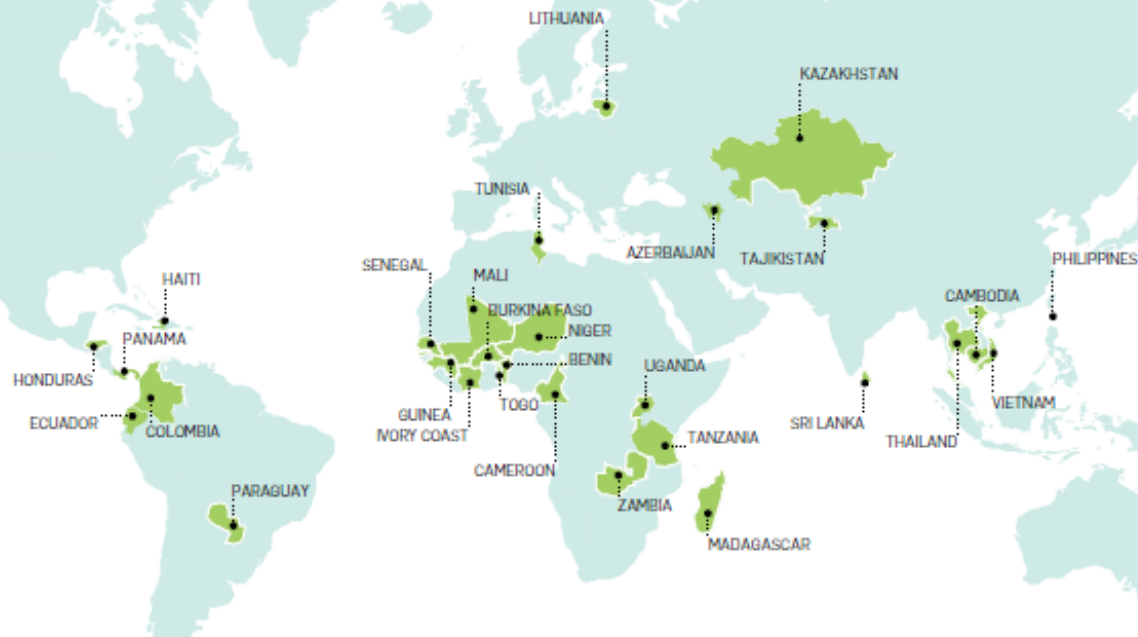 LITHUANIA
KAZAKHSTAN
TUNISIA
AZERBAIJAN
TAJIKISTAN
PHILIPPINES
SENEGAL
MALI
HAITI
CAMBODIA
BURKINA FASO
NIGER
PANAMA
BENIN
UGANDA
HONDURAS
TOGO
VIETNAM
GUINEA
ECUADOR
SRI LANKA
COLOMBIA
IVORY COAST
TANZANIA
THAILAND
CAMEROON
PARAGUAY
ZAMBIA
MADAGASCAR